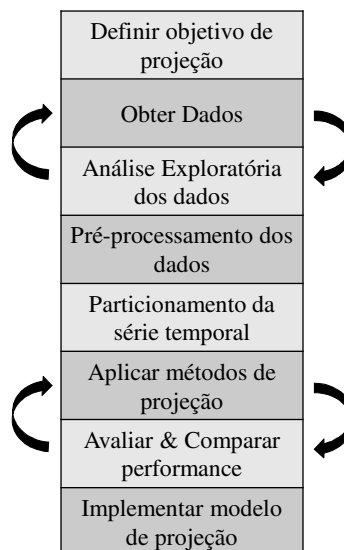 Definir objetivo de
projeção
Obter Dados
Análise Exploratória
dos dados
Pré-processamento dos
dados
Particionamento da
série temporal
Aplicar métodos de
projeção
Avaliar & Comparar
performance
Implementar modelo
de projeção